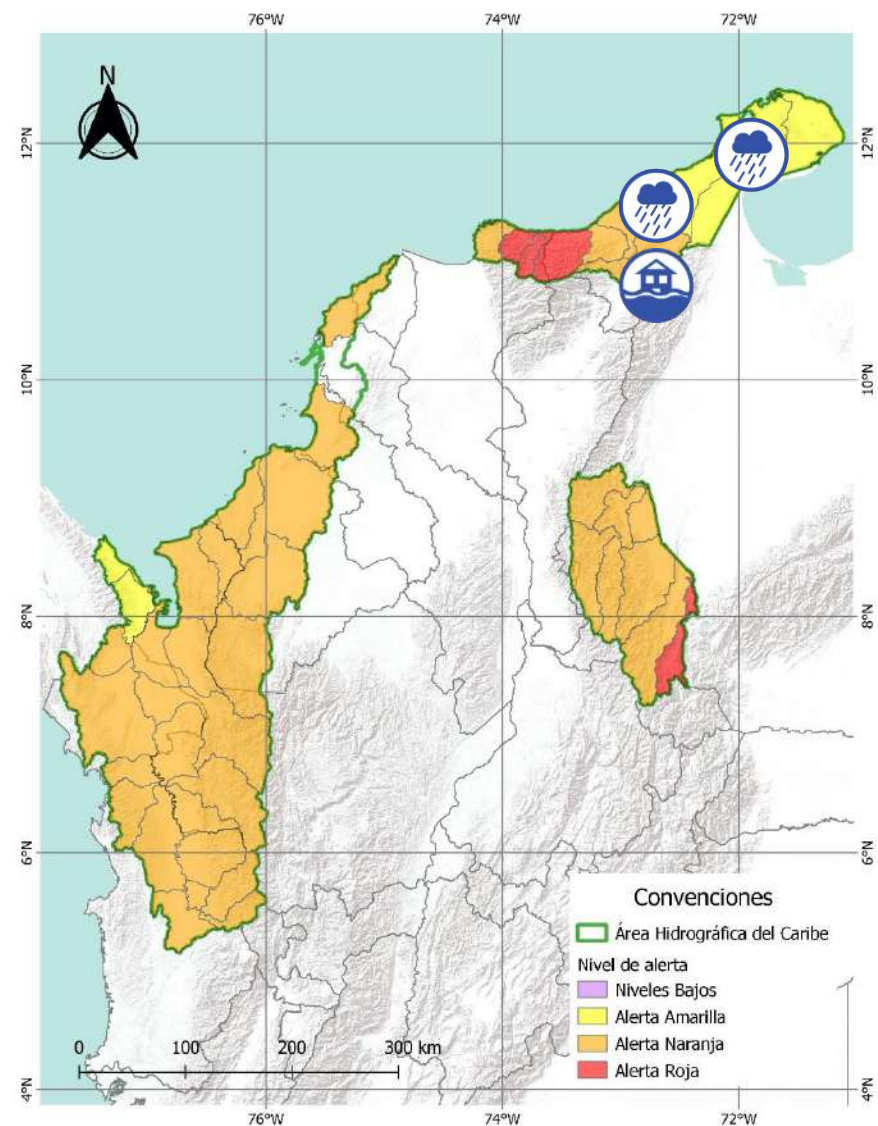 76°W 74°W 72°W
N
12°N 12°N
10°N 10°N
8°N 8°N
6°N 6°N
4°N 4°N
Convenciones
Área Hidrográfica del Caribe
Nivel de alerta
Niveles Bajos
Alerta Amarilla
Alerta Naranja
Alerta Roja
0 100 200 300 km
76°W 74°W 72°W